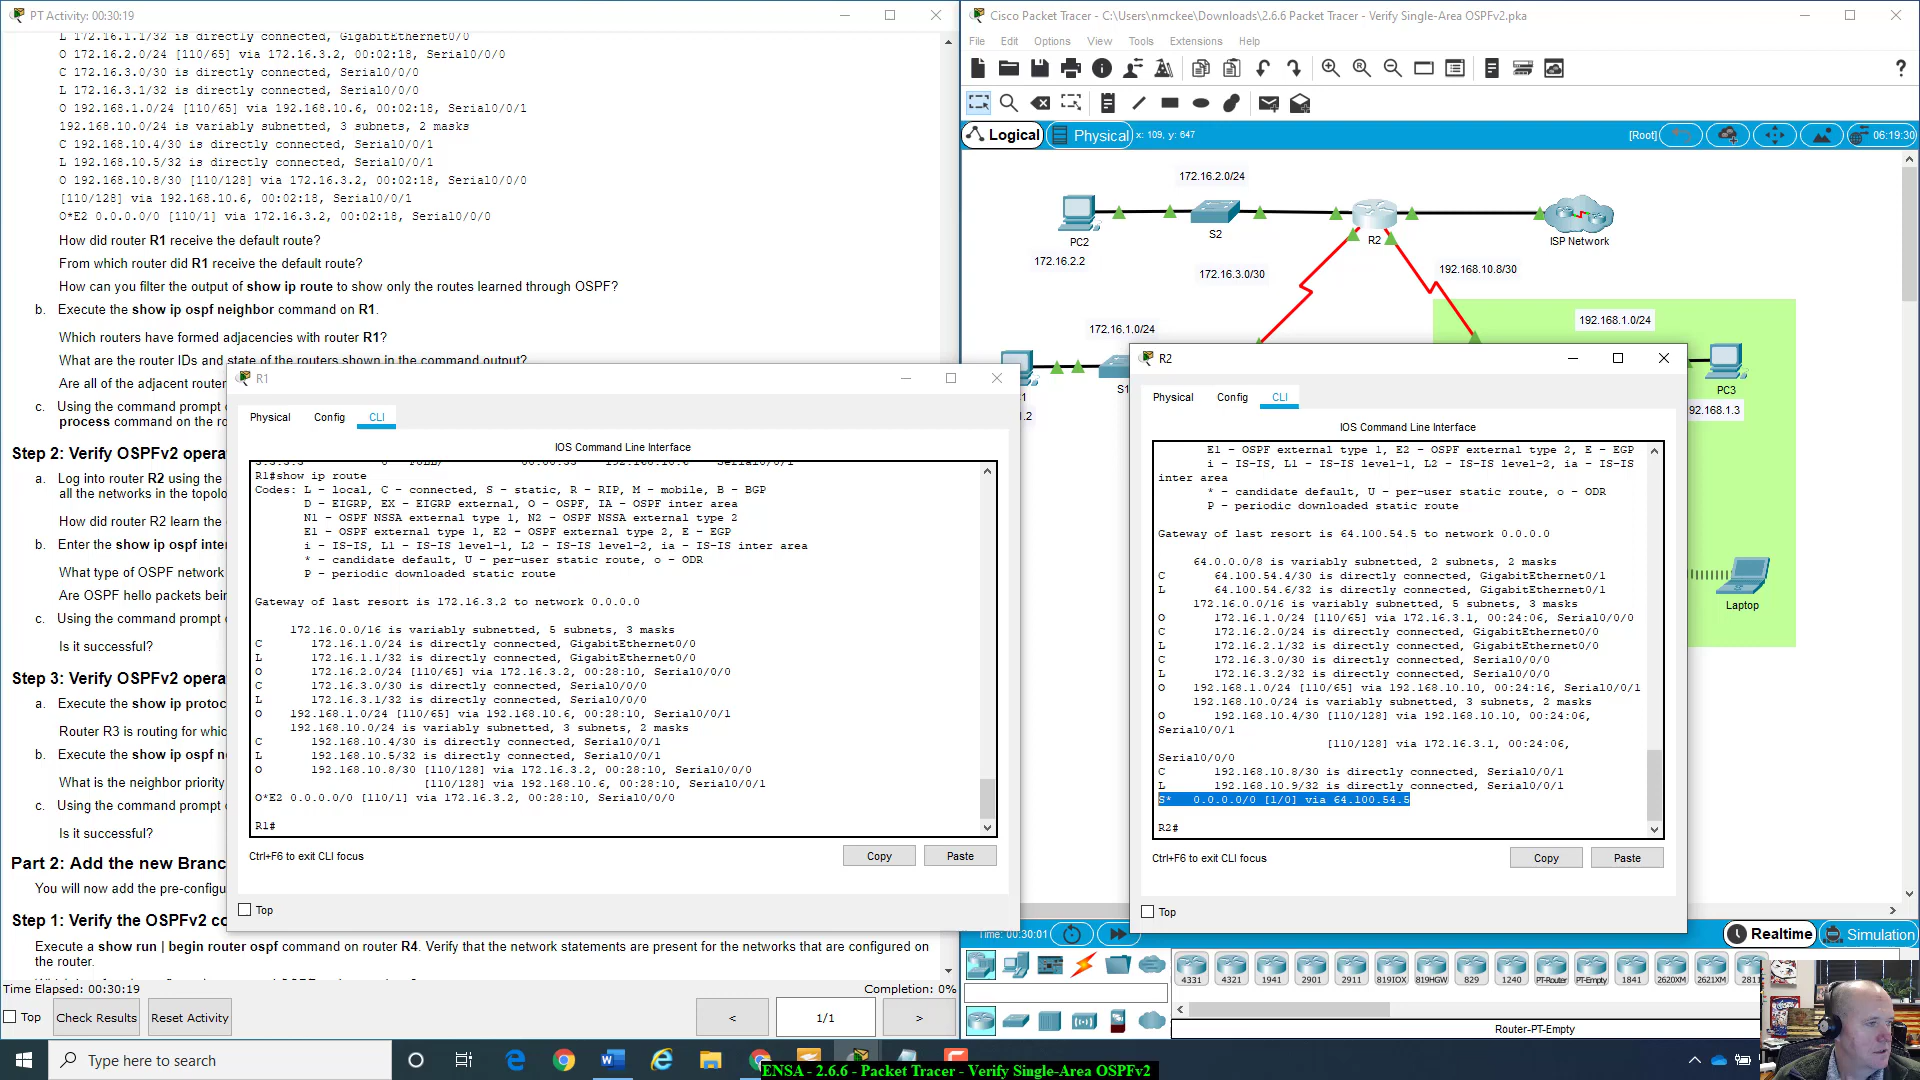 PT Activity: 00:30:19
L 172.16.1.1/32 is directly connected, GigabitEthernet0/0
O 172.16.2.0/24 [110/65] via 172.16.3.2, 00:02:18, Serial0/0/0
C 172.16.3.0/30 is directly connected, Serial0/0/0
L 172.16.3.1/32 is directly connected, Serial0/0/0
O 192.168.1.0/24 [110/65] via 192.168.10.6, 00:02:18, Serial0/0/1
192.168.10.0/24 is variably subnetted, 3 subnets, 2 masks
C 192.168.10.4/30 is directly connected, Serial0/0/1
L 192.168.10.5/32 is directly connected, Serial0/0/1
O 192.168.10.8/30 [110/128] via 172.16.3.2, 00:02:18, Serial0/0/0
[110/128] via 192.168.10.6, 00:02:18, Serial0/0/1
O*E2 0.0.0.0/0 [110/1] via 172.16.3.2, 00:02:18, Serial0/0/0
How did router R1 receive the default route?
From which router did R1 receive the default route?
How can you filter the output of show ip route to show only the routes learned through OSPF?
b. Execute the show ip ospf neighbor command on R1.
Which routers have formed adjacencies with router R1?
What are the router IDs and state of the routers shown in the command output?
Are all of the adjacent router
c. Using the command prompt
process command on the ro
Step 2: Verify OSPFv2 opera
a. Log into router R2 using the
all the networks in the topolo
How did router R2 learn the
b. Enter the show ip ospf inter
What type of OSPF network
Are OSPF hello packets bein
c. Using the command prompt
Is it successful?
Step 3: Verify OSPFv2 opera
a. Execute the show ip protoc
Router R3 is routing for whic
b. Execute the show ip ospf n
What is the neighbor priority
c. Using the command prompt
Is it successful?
Part 2: Add the new Branc
You will now add the pre-configu
Step 1: Verify the OSPFv2 co
Execute a show run | begin router ospf command on router R4. Verify that the network statements are present for the networks that are configured on
the router.
Time Elapsed: 00:30:19
Completion: 0%
Top
Check Results
Reset Activity
<
1/1
>
R1
Physical
Config
CLI
IOS Command Line Interface
3.3.3.3 0 FULL/ 00:00:33 192.168.10.6 Serial0/0/1
R1#show ip route
Codes: L - local, C - connected, S - static, R - RIP, M - mobile, B - BGP
D - EIGRP, EX - EIGRP external, O - OSPF, IA - OSPF inter area
N1 - OSPF NSSA external type 1, N2 - OSPF NSSA external type 2
E1 - OSPF external type 1, E2 - OSPF external type 2, E - EGP
i - IS-IS, L1 - IS-IS level-1, L2 - IS-IS level-2, ia - IS-IS inter area
* - candidate default, U - per-user static route, o - ODR
P - periodic downloaded static route
Gateway of last resort is 172.16.3.2 to network 0.0.0.0
172.16.0.0/16 is variably subnetted, 5 subnets, 3 masks
C 172.16.1.0/24 is directly connected, GigabitEthernet0/0
L 172.16.1.1/32 is directly connected, GigabitEthernet0/0
O 172.16.2.0/24 [110/65] via 172.16.3.2, 00:28:10, Serial0/0/0
C 172.16.3.0/30 is directly connected, Serial0/0/0
L 172.16.3.1/32 is directly connected, Serial0/0/0
O 192.168.1.0/24 [110/65] via 192.168.10.6, 00:28:10, Serial0/0/1
192.168.10.0/24 is variably subnetted, 3 subnets, 2 masks
C 192.168.10.4/30 is directly connected, Serial0/0/1
L 192.168.10.5/32 is directly connected, Serial0/0/1
O 192.168.10.8/30 [110/128] via 172.16.3.2, 00:28:10, Serial0/0/0
[110/128] via 192.168.10.6, 00:28:10, Serial0/0/1
O*E2 0.0.0.0/0 [110/1] via 172.16.3.2, 00:28:10, Serial0/0/0
R1#
Ctrl+F6 to exit CLI focus
Copy
Paste
Top
Cisco Packet Tracer - C:\Users\nmckee\Downloads\2.6.6 Packet Tracer - Verify Single-Area OSPFv2.pka
File Edit Options View Tools Extensions Help
?
Logical
Physical
x: 109, y: 647
[Root]
06:19:30
172.16.2.0/24
PC2
S2
R2
ISP Network
172.16.2.2
172.16.3.0/30
192.168.10.8/30
192.168.1.0/24
172.16.1.0/24
1
S1
.2
PC3
92.168.1.3
Laptop
R2
Physical
Config
CLI
IOS Command Line Interface
E1 - OSPF external type 1, E2 - OSPF external type 2, E - EGP
i - IS-IS, L1 - IS-IS level-1, L2 - IS-IS level-2, ia - IS-IS
inter area
* - candidate default, U - per-user static route, o - ODR
P - periodic downloaded static route
Gateway of last resort is 64.100.54.5 to network 0.0.0.0
64.0.0.0/8 is variably subnetted, 2 subnets, 2 masks
C 64.100.54.4/30 is directly connected, GigabitEthernet0/1
L 64.100.54.6/32 is directly connected, GigabitEthernet0/1
172.16.0.0/16 is variably subnetted, 5 subnets, 3 masks
O 172.16.1.0/24 [110/65] via 172.16.3.1, 00:24:06, Serial0/0/0
C 172.16.2.0/24 is directly connected, GigabitEthernet0/0
L 172.16.2.1/32 is directly connected, GigabitEthernet0/0
C 172.16.3.0/30 is directly connected, Serial0/0/0
L 172.16.3.2/32 is directly connected, Serial0/0/0
O 192.168.1.0/24 [110/65] via 192.168.10.10, 00:24:16, Serial0/0/1
192.168.10.0/24 is variably subnetted, 3 subnets, 2 masks
O 192.168.10.4/30 [110/128] via 192.168.10.10, 00:24:06,
Serial0/0/1
[110/128] via 172.16.3.1, 00:24:06,
Serial0/0/0
C 192.168.10.8/30 is directly connected, Serial0/0/1
L 192.168.10.9/32 is directly connected, Serial0/0/1
S* 0.0.0.0/0 [1/0] via 64.100.54.5
R2#
Ctrl+F6 to exit CLI focus
Copy
Paste
Top
Time: 00:30:01
Realtime
Simulation
4331 4321 1941 2901 2911 819IOX 819HGW 829 1240 PT-Router PT-Empty 1841 2620XM 2621XM 2811
Router-PT-Empty
Type here to search
ENSA - 2.6.6 - Packet Tracer - Verify Single-Area OSPFv2